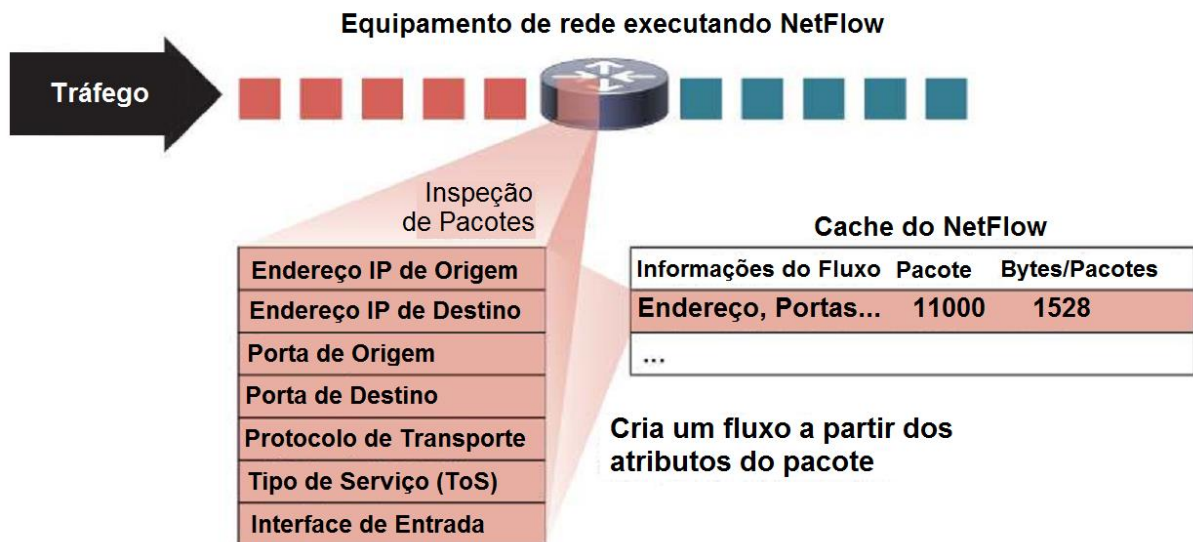 Equipamento de rede executando NetFlow
Tráfego
Inspeção
de Pacotes
Endereço IP de Origem
Endereço IP de Destino
Porta de Origem
Porta de Destino
Protocolo de Transporte
Tipo de Serviço (ToS)
Interface de Entrada
Cache do NetFlow
Informações do Fluxo Pacote Bytes/Pacotes
Endereço, Portas... 11000 1528
...
Cria um fluxo a partir dos
atributos do pacote